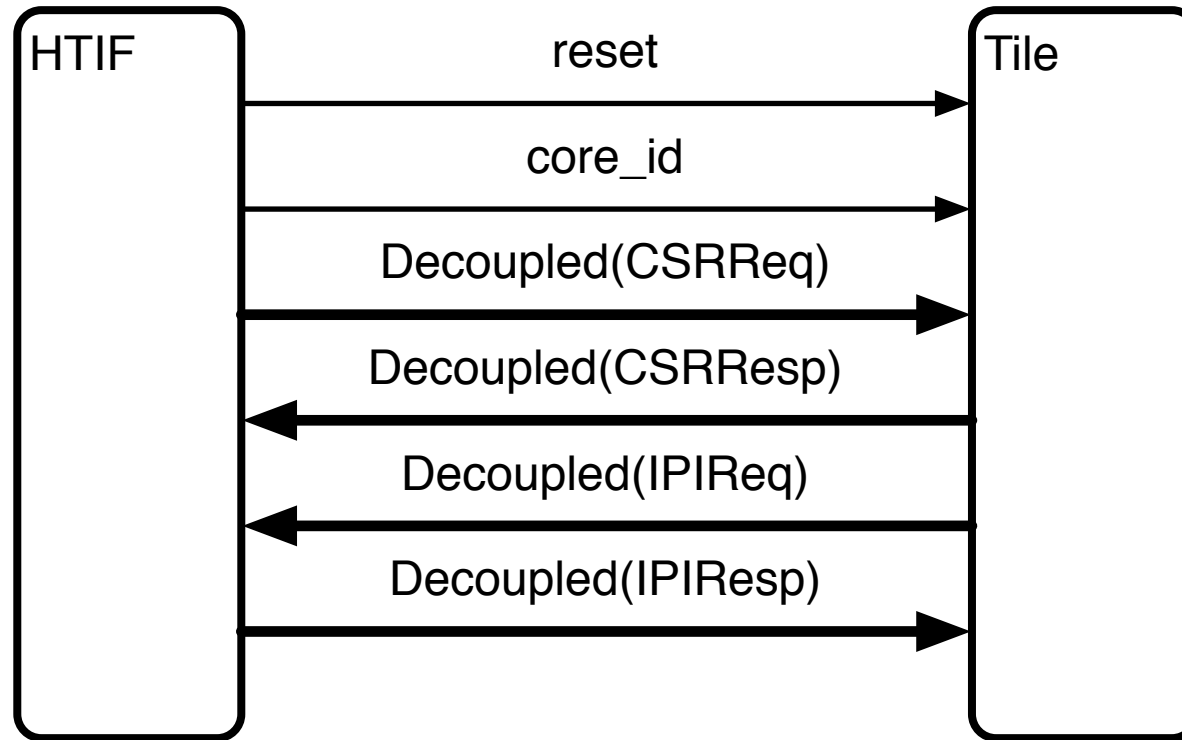 HTIF
reset
Tile
core_id
Decoupled(CSRReq)
Decoupled(CSRResp)
Decoupled(IPIReq)
Decoupled(IPIResp)